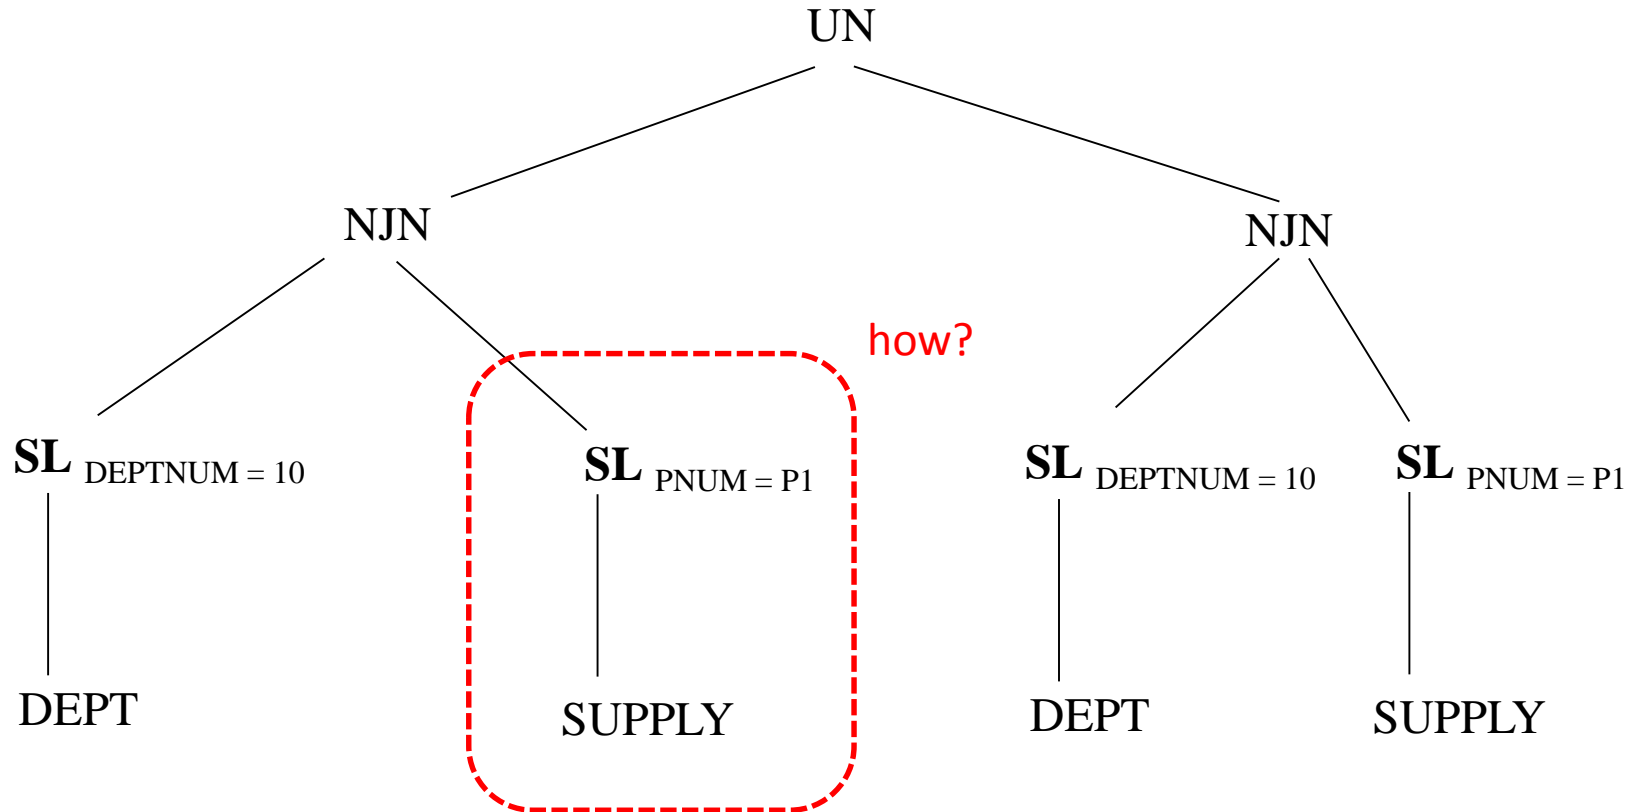 UN
NJN
NJN
how?
SL DEPTNUM = 10
SL PNUM = P1
SL DEPTNUM = 10
SL PNUM = P1
DEPT
SUPPLY
DEPT
SUPPLY